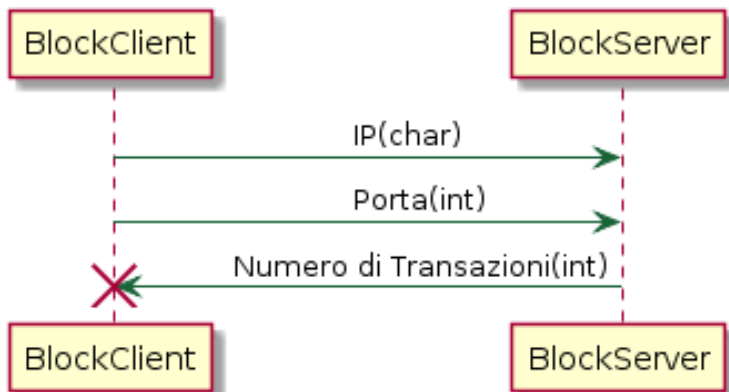 BlockClient BlockServer
IP(char)
Porta(int)
Numero di Transazioni(int)
BlockClient BlockServer